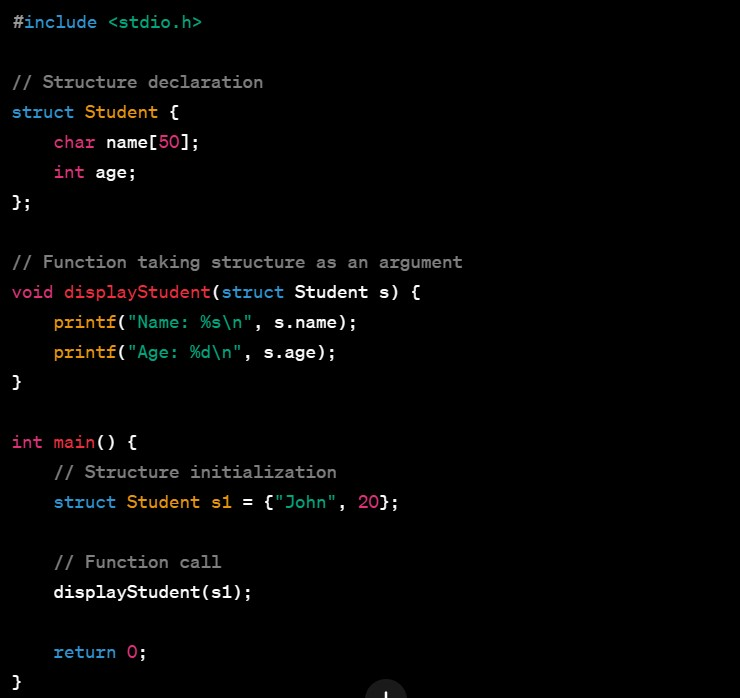 #include <stdio.h>
// Structure declaration
struct Student {
    char name[50];
    int age;
};
// Function taking structure as an argument
void displayStudent(struct Student s) {
    printf("Name: %s\n", s.name);
    printf("Age: %d\n", s.age);
}
int main() {
    // Structure initialization
    struct Student s1 = {"John", 20};
    // Function call
    displayStudent(s1);
    return 0;
}